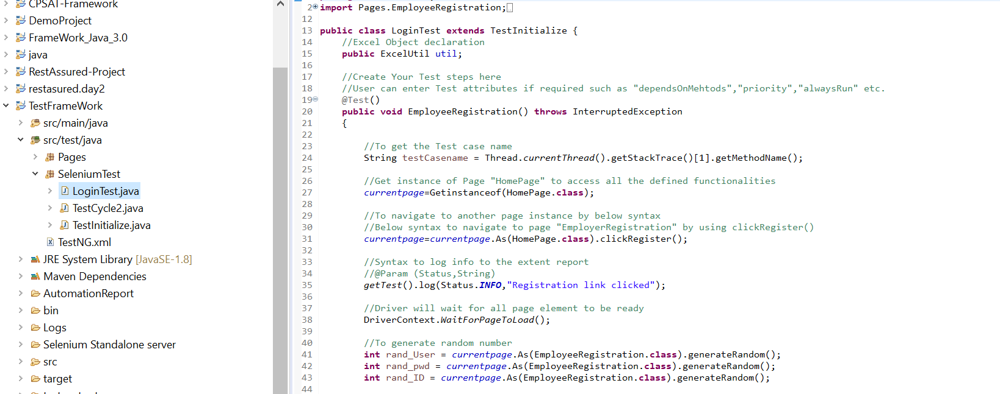 CPSAT-Framework
DemoProject
FrameWork_Java_3.0
java
RestAssured-Project
restasured.day2
TestFrameWork
src/main/java
src/test/java
Pages
SeleniumTest
LoginTest.java
TestCycle2.java
TestInitialize.java
TestNG.xml
JRE System Library [JavaSE-1.8]
Maven Dependencies
AutomationReport
bin
Logs
Selenium Standalone server
src
target
2 import Pages.EmployeeRegistration;
12
13 public class LoginTest extends TestInitialize {
14 //Excel Object declaration
15 public ExcelUtil util;
16
17 //Create Your Test steps here
18 //User can enter Test attributes if required such as "dependsOnMehtods","priority","alwaysRun" etc.
19 @Test()
20 public void EmployeeRegistration() throws InterruptedException
21 {
22
23 //To get the Test case name
24 String testCasename = Thread.currentThread().getStackTrace()[1].getMethodName();
25
26 //Get instance of Page "HomePage" to access all the defined functionalities
27 currentpage=Getinstanceof(HomePage.class);
28
29 //To navigate to another page instance by below syntax
30 //Below syntax to navigate to page "EmployerRegistration" by using clickRegister()
31 currentpage=currentpage.As(HomePage.class).clickRegister();
32
33 //Syntax to log info to the extent report
34 //@Param (Status,String)
35 getTest().log(Status.INFO,"Registration link clicked");
36
37 //Driver will wait for all page element to be ready
38 DriverContext.WaitForPageToLoad();
39
40 //To generate random number
41 int rand_User = currentpage.As(EmployeeRegistration.class).generateRandom();
42 int rand_pwd = currentpage.As(EmployeeRegistration.class).generateRandom();
43 int rand_ID = currentpage.As(EmployeeRegistration.class).generateRandom();
44